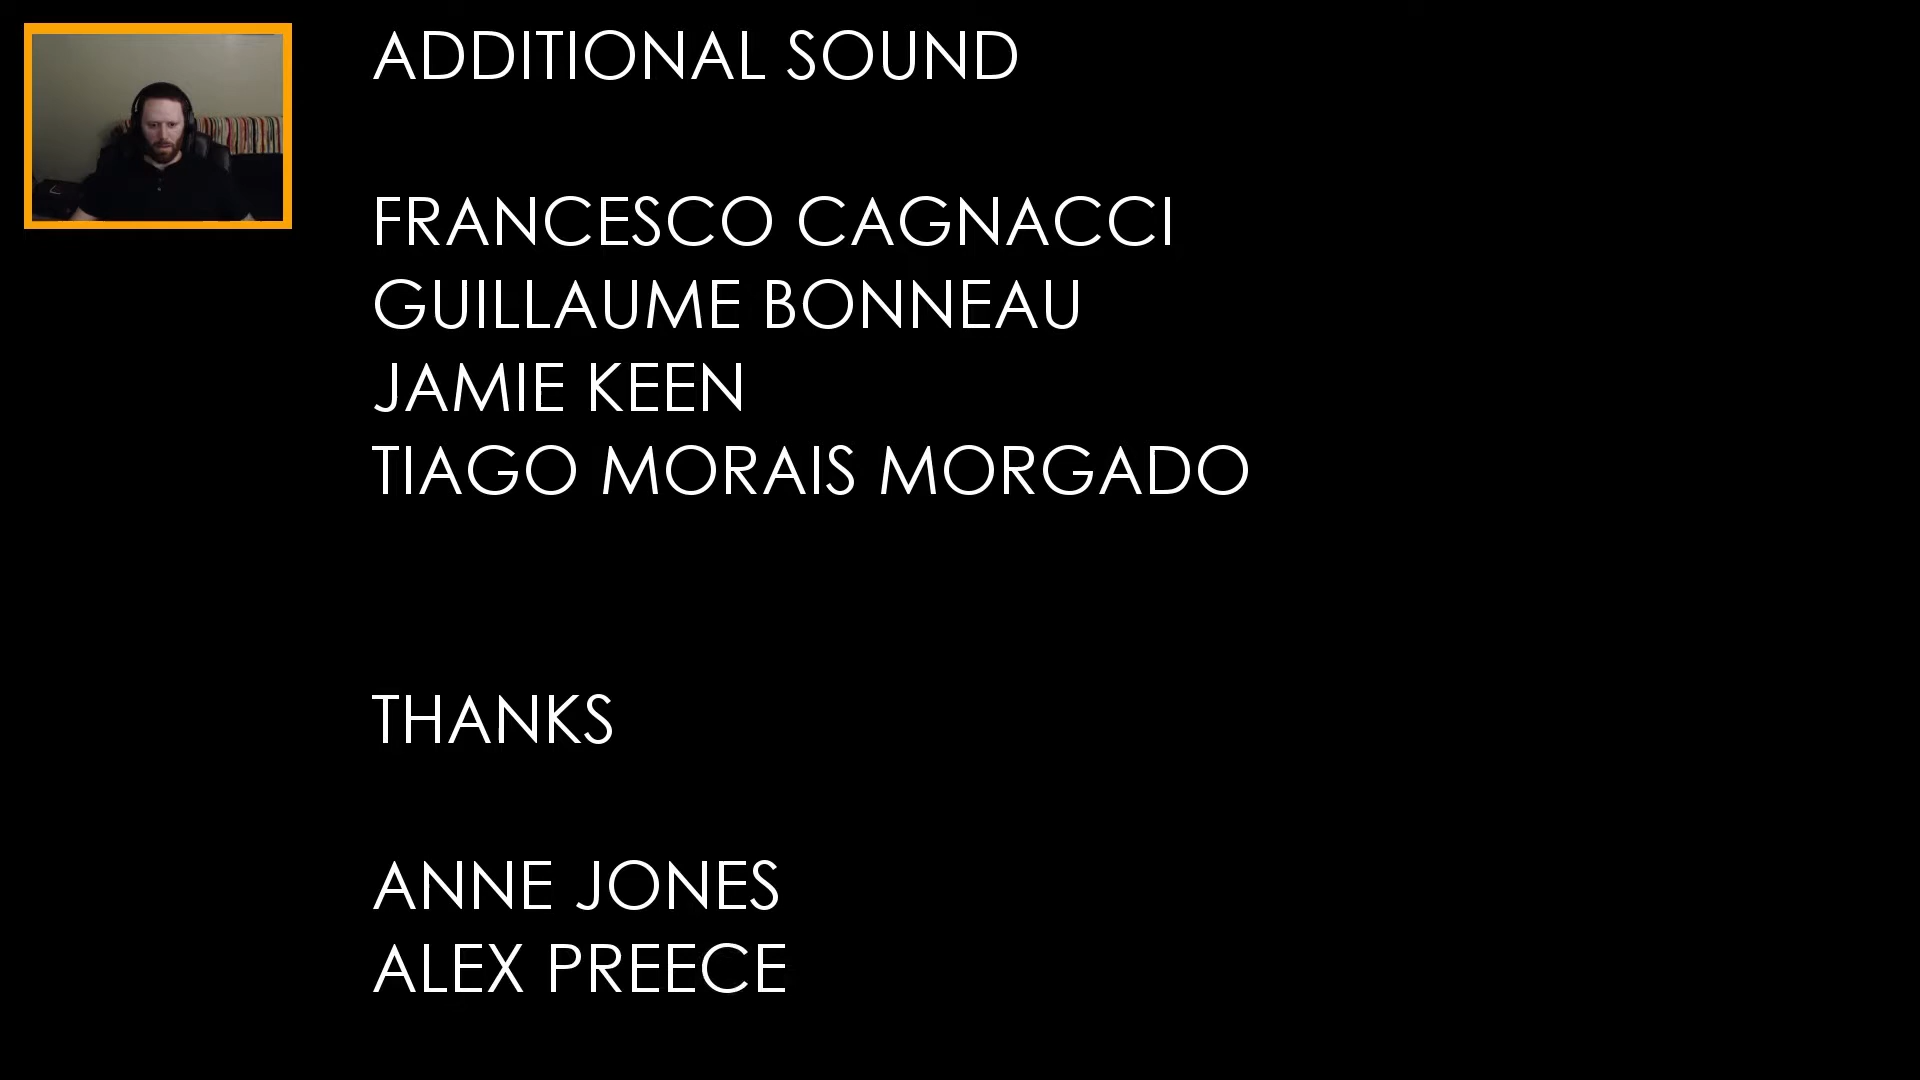 ADDITIONAL SOUND
FRANCESCO CAGNACCI
GUILLAUME BONNEAU
JAMIE KEEN
TIAGO MORAIS MORGADO
THANKS
ANNE JONES
ALEX PREECE